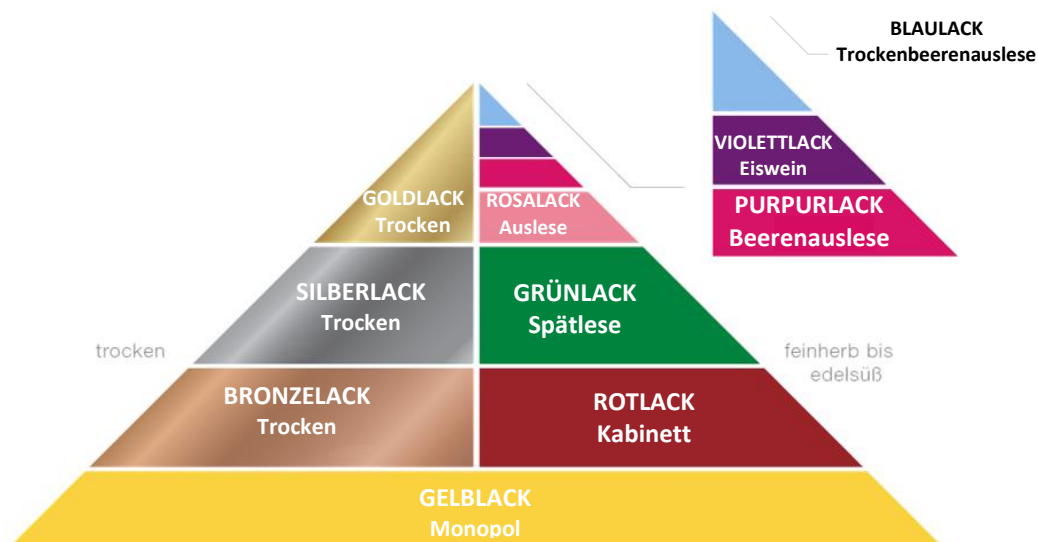 BLAULACK
Trockenbeerenauslese
VIOLETTLACK
Eiswein
PURPURLACK
Beerenauslese
GOLDLACK
Trocken
ROSALACK
Auslese
SILBERLACK
Trocken
GRÜNLACK
Spätlese
trocken
feinherb bis
edelsüß
BRONZELACK
Trocken
ROTLACK
Kabinett
GELBLACK
Monopol